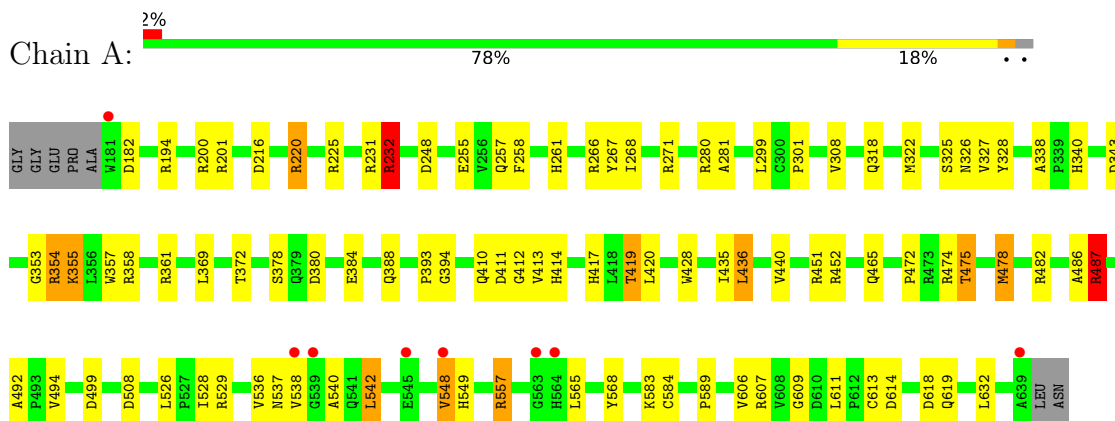 2%
Chain A:
78% 18% • •
GLY GLY GLU PRO ALA W181 D182 R194 R200 R201 D216 R220 R225 R231 R232 D248 E255 V256 Q257 F258 H261 R266 Y267 I268 R271 R280 A281 L299 C300 P301 V308 Q318 M322 S325 N326 V327 Y328 A338 P339 H340
G353 R354 K355 L356 W357 R358 R361 L369 T372 S378 Q379 D380 E384 Q388 P393 G394 Q410 D411 G412 V413 H414 H417 L418 T419 L420 W428 I435 L436 V440 R451 R452 Q465 P472 R473 R474 T475 M478 R482 A486 R487
A492 P493 V494 D499 D508 L526 P527 I528 R529 V536 N537 V538 G539 A540 Q541 L542 E545 V548 H549 R557 G563 H564 L565 Y568 K583 C584 P589 V606 R607 V608 G609 D610 L611 P612 C613 D614 D618 Q619 L632 A639 LEU ASN